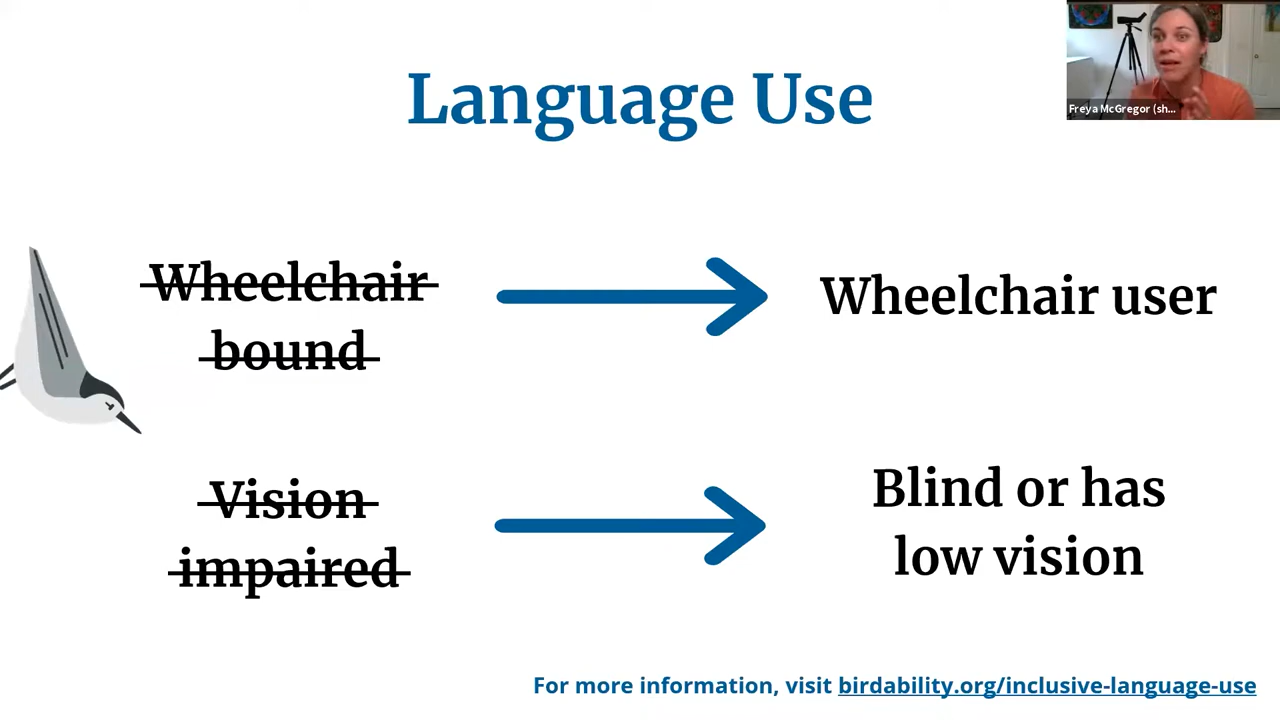 Language Use
Freya McGregor (sh...
Wheelchair
bound
Wheelchair user
Vision
impaired
Blind or has
low vision
For more information, visit birdability.org/inclusive-language-use